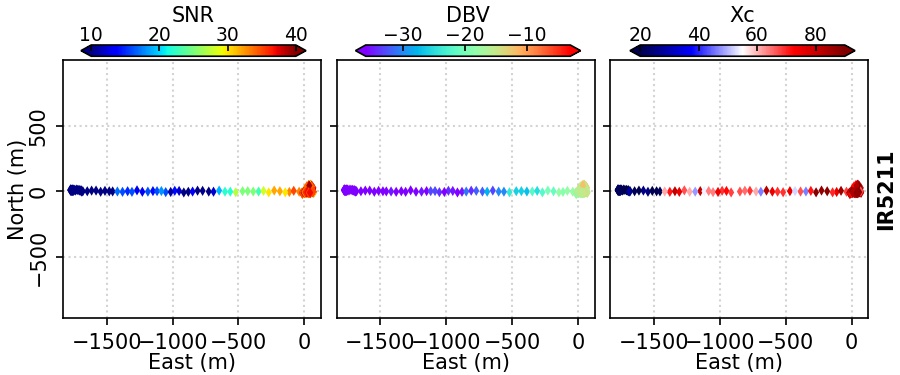 SNR DBV Xc
10 20 30 40 −30 −20 −10 20 40 60 80
North (m)
500
0
−500
IR5211
−1500 −1000 −500 0 −1500 −1000 −500 0 −1500 −1000 −500 0
East (m) East (m) East (m)